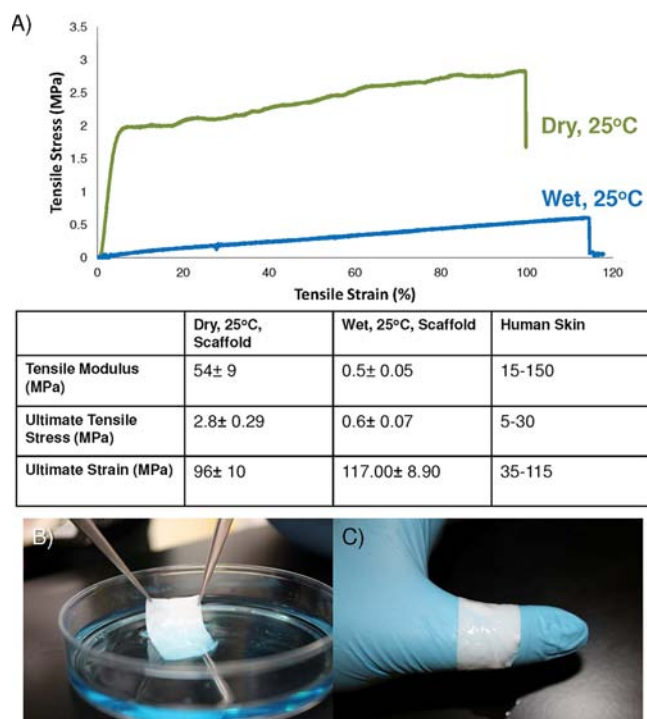 A)
3.5
3
2.5
2
1.5
1
0.5
0
Tensile Stress (MPa)
Dry, 25°C
Wet, 25°C
0 20 40 60 80 100 120
Tensile Strain (%)
Dry, 25°C, Scaffold
Wet, 25°C, Scaffold
Human Skin
Tensile Modulus (MPa)
54± 9
0.5± 0.05
15-150
Ultimate Tensile Stress (MPa)
2.8± 0.29
0.6± 0.07
5-30
Ultimate Strain (MPa)
96± 10
117.00± 8.90
35-115
B)
C)